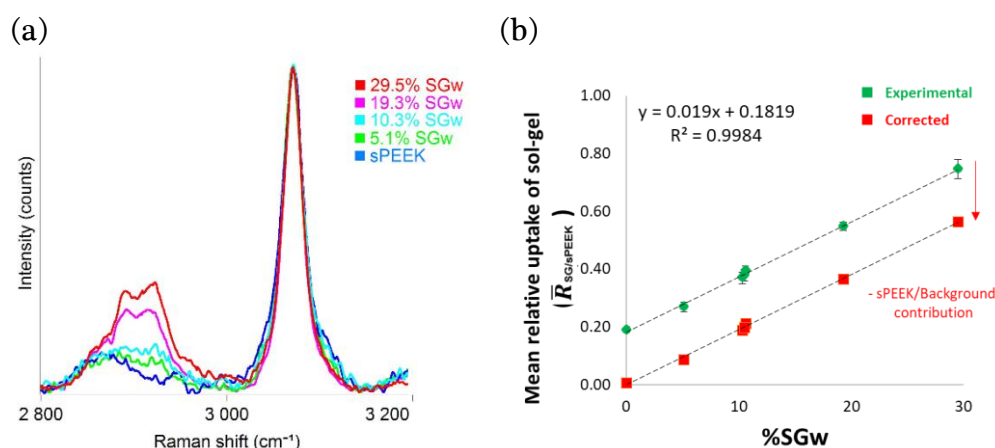 (a)
29.5% SGw
19.3% SGw
10.3% SGw
5.1% SGw
sPEEK
Intensity (counts)
2 800
3 000
3 200
Raman shift (cm⁻¹)
(b)
Experimental
Corrected
y = 0.019x + 0.1819
R² = 0.9984
1.00
0.80
0.60
0.40
0.20
0.00
Mean relative uptake of sol-gel
( R̅ SG/sPEEK )
- sPEEK/Background
contribution
0
10
20
30
%SGw